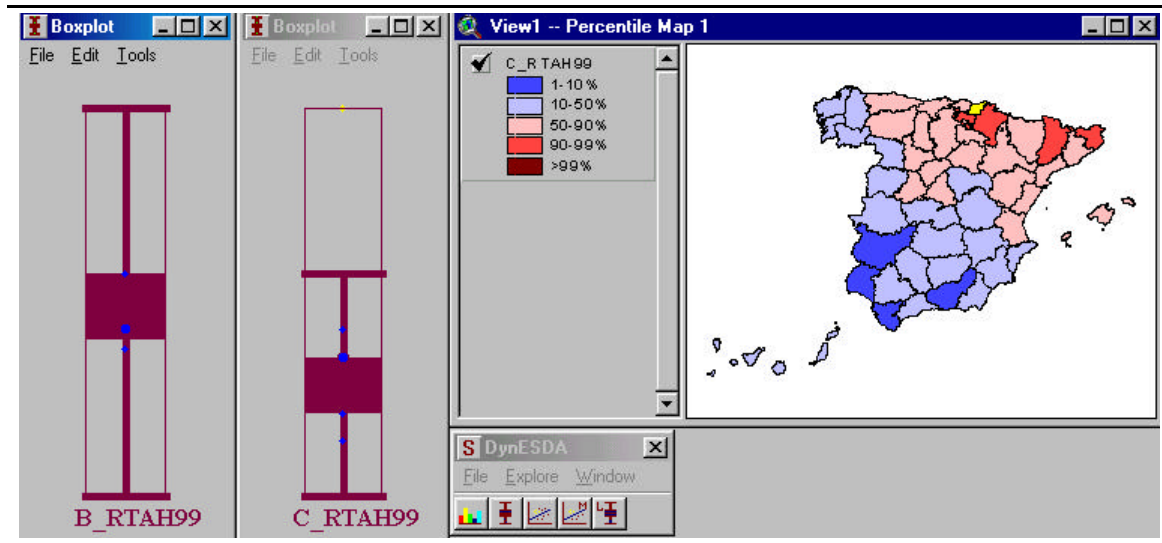 Boxplot
File Edit Tools
B_RTAH99
Boxplot
File Edit Tools
C_RTAH99
View1 -- Percentile Map 1
C_RTAH99
1-10%
10-50%
50-90%
90-99%
>99%
S DynESDA
File Explore Window
M
L